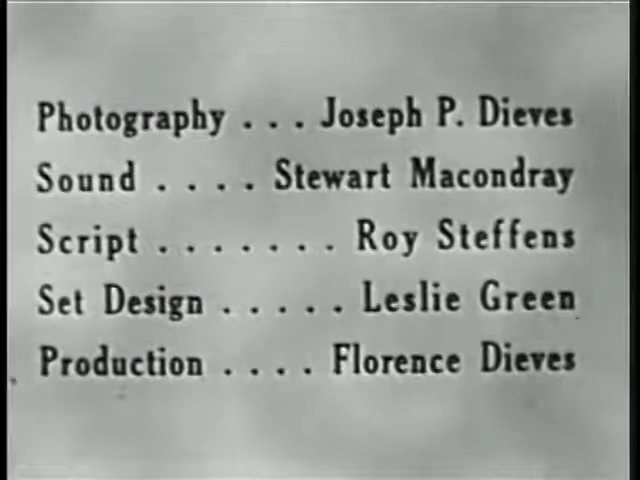 Photography . . . Joseph P. Dieves
Sound . . . . Stewart Macondray
Script . . . . . . . Roy Steffens
Set Design . . . . . Leslie Green
Production . . . . Florence Dieves